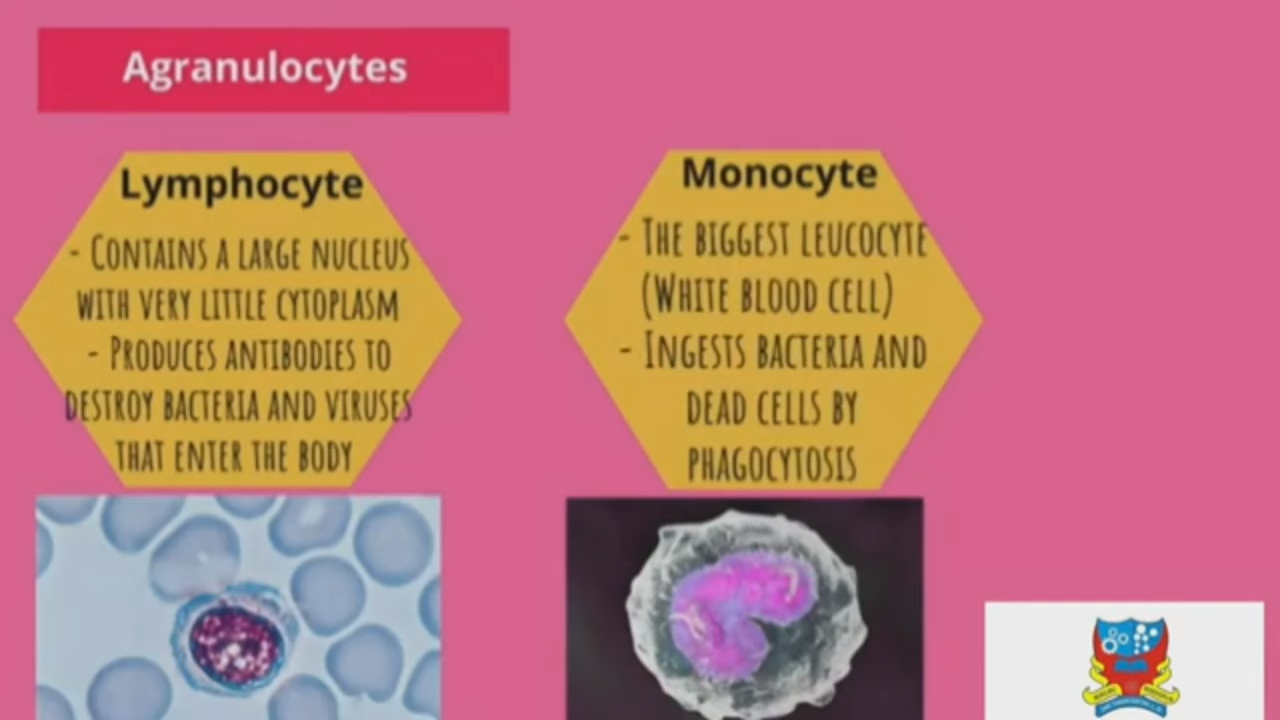 Agranulocytes
Lymphocyte
- CONTAINS A LARGE NUCLEUS
WITH VERY LITTLE CYTOPLASM
- PRODUCES ANTIBODIES TO
DESTROY BACTERIA AND VIRUSES
THAT ENTER THE BODY
Monocyte
- THE BIGGEST LEUCOCYTE
(WHITE BLOOD CELL)
- INGESTS BACTERIA AND
DEAD CELLS BY
PHAGOCYTOSIS